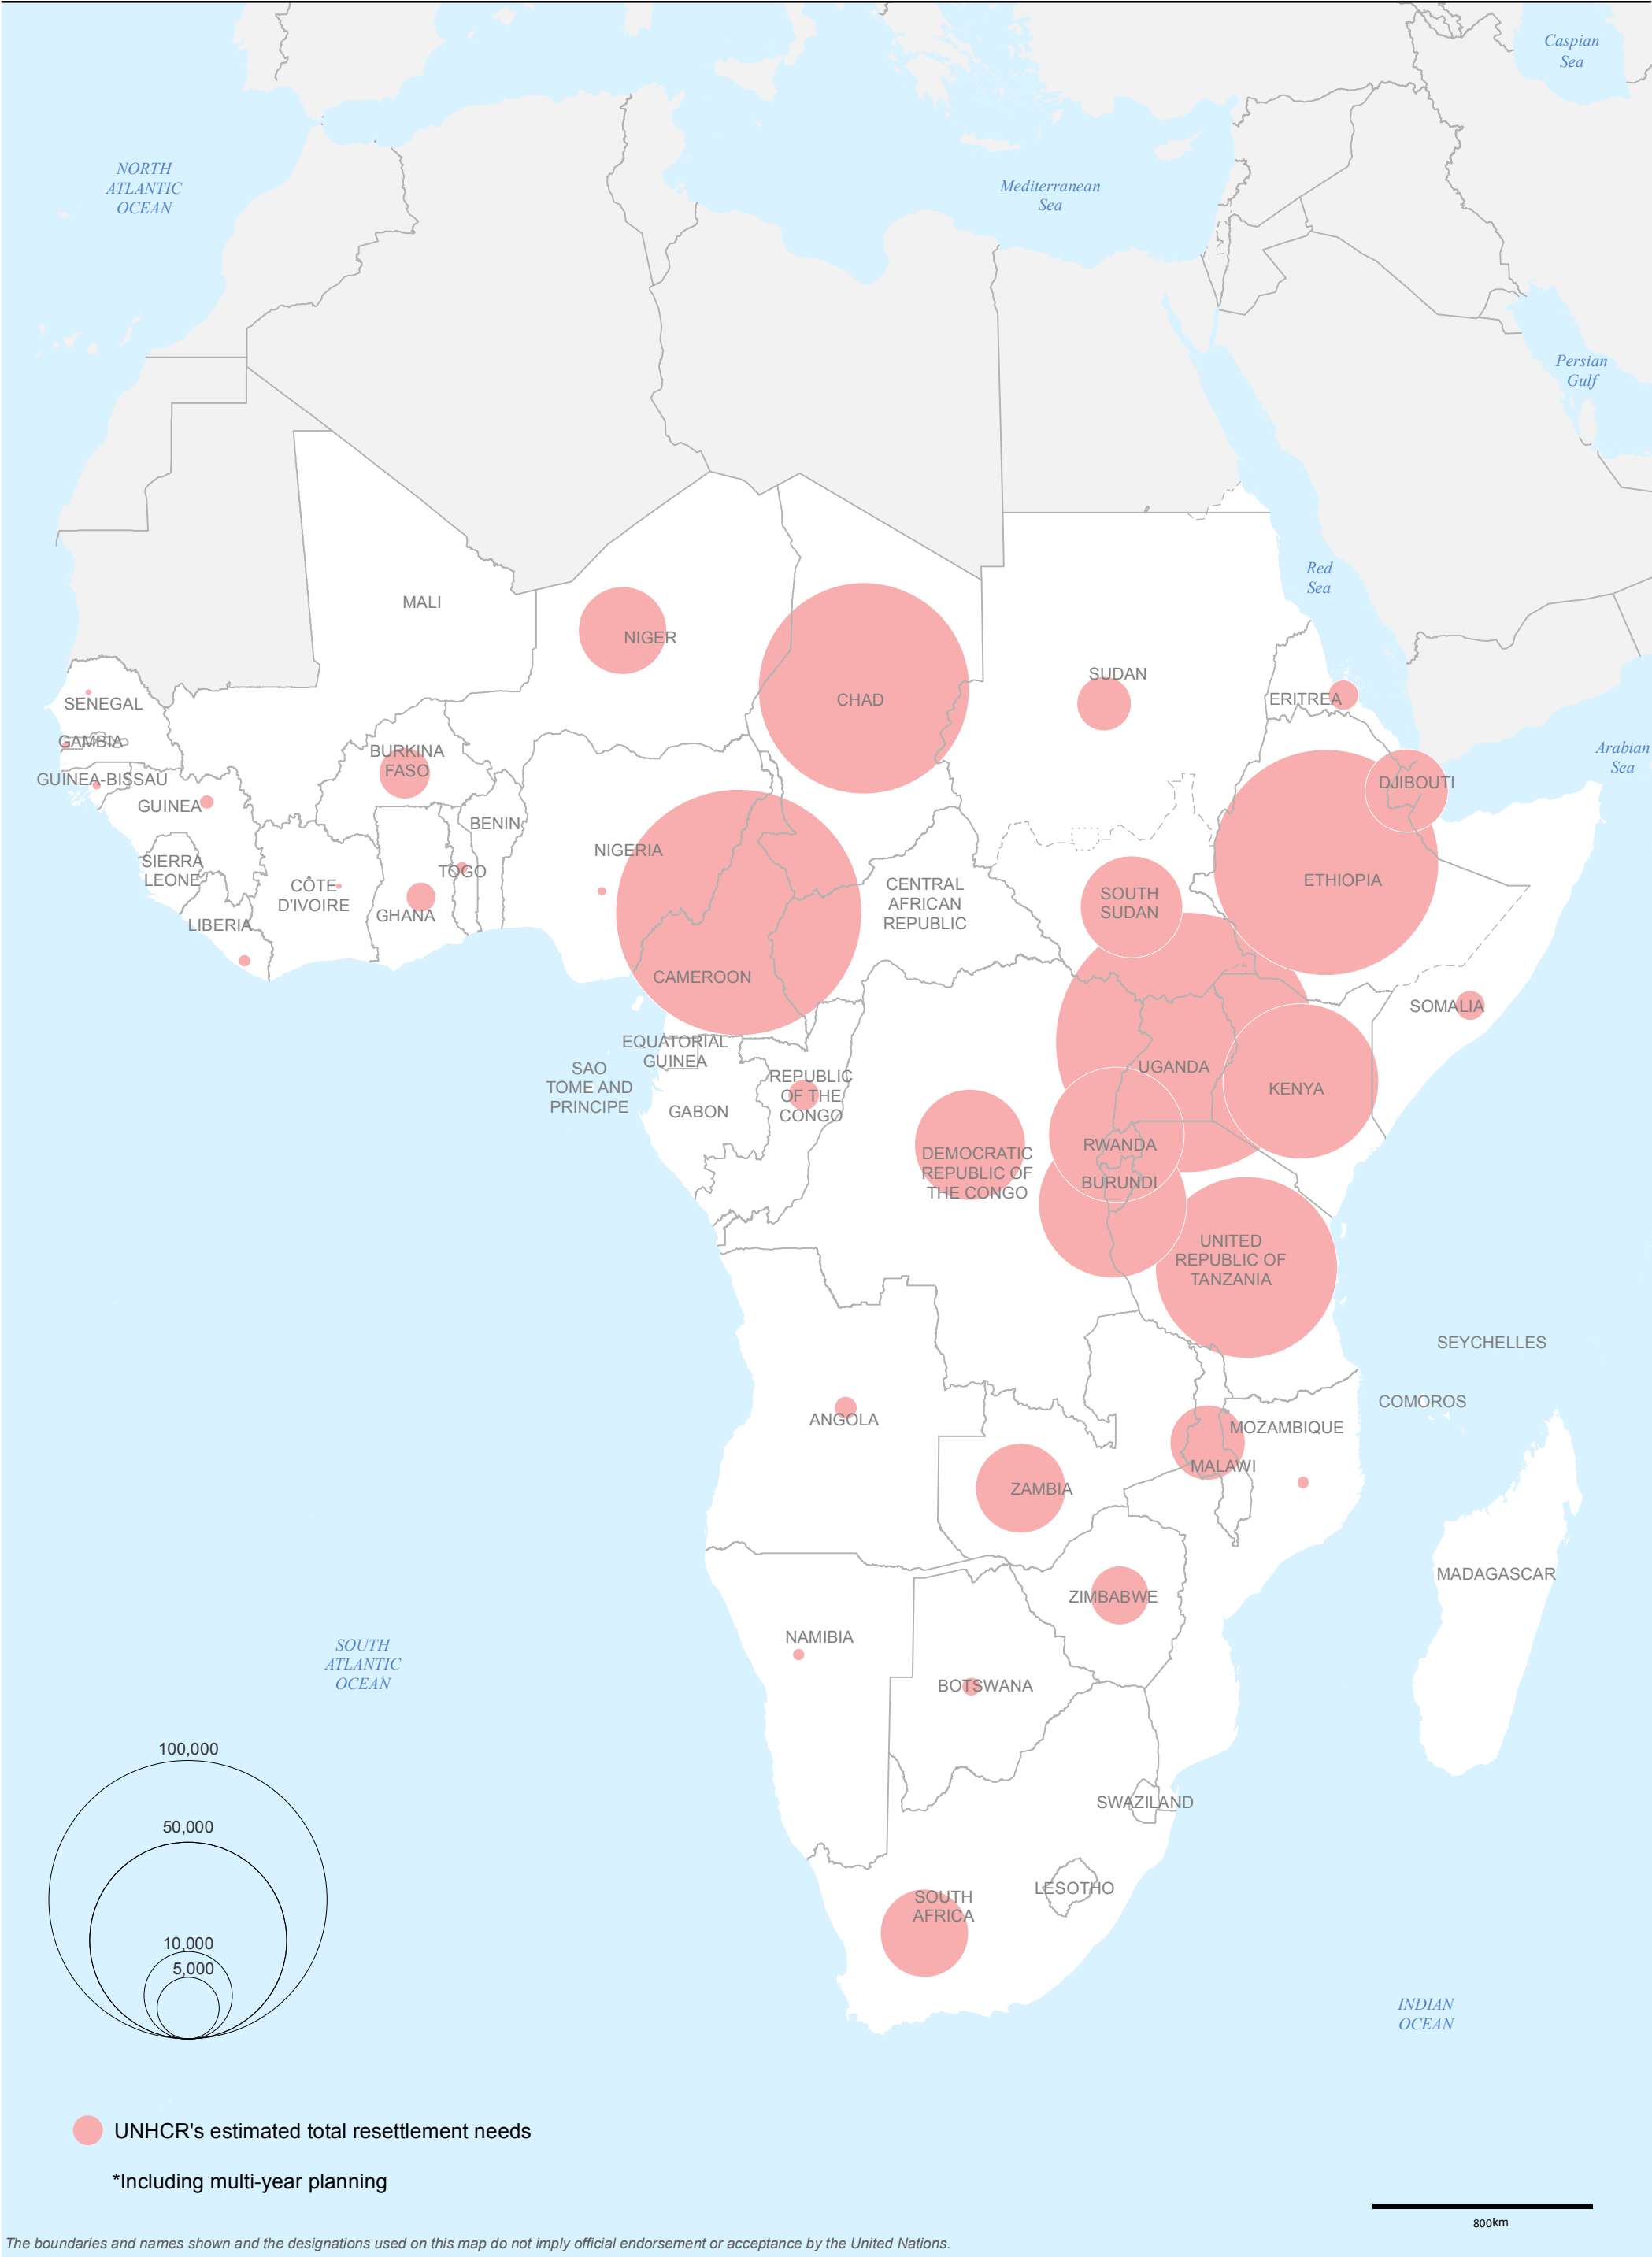 Caspian
Sea
NORTH
ATLANTIC
OCEAN
Mediterranean
Sea
Persian
Gulf
Red
Sea
MALI
NIGER
SUDAN
CHAD
ERITREA
SENEGAL
GAMBIA
Arabian
Sea
BURKINA
FASO
GUINEA-BISSAU
DJIBOUTI
GUINEA
BENIN
NIGERIA
SIERRA
LEONE
TOGO
CÔTE
D'IVOIRE
GHANA
CENTRAL
AFRICAN
REPUBLIC
SOUTH
SUDAN
ETHIOPIA
LIBERIA
CAMEROON
SOMALIA
EQUATORIAL
GUINEA
SAO
TOME AND
PRINCIPE
REPUBLIC
OF THE
CONGO
UGANDA
KENYA
GABON
RWANDA
DEMOCRATIC
REPUBLIC OF
THE CONGO
BURUNDI
UNITED
REPUBLIC OF
TANZANIA
SEYCHELLES
COMOROS
ANGOLA
MOZAMBIQUE
MALAWI
ZAMBIA
MADAGASCAR
ZIMBABWE
NAMIBIA
SOUTH
ATLANTIC
OCEAN
BOTSWANA
SWAZILAND
LESOTHO
SOUTH
AFRICA
INDIAN
OCEAN
100,000
50,000
10,000
5,000
UNHCR's estimated total resettlement needs
*Including multi-year planning
800km
The boundaries and names shown and the designations used on this map do not imply official endorsement or acceptance by the United Nations.